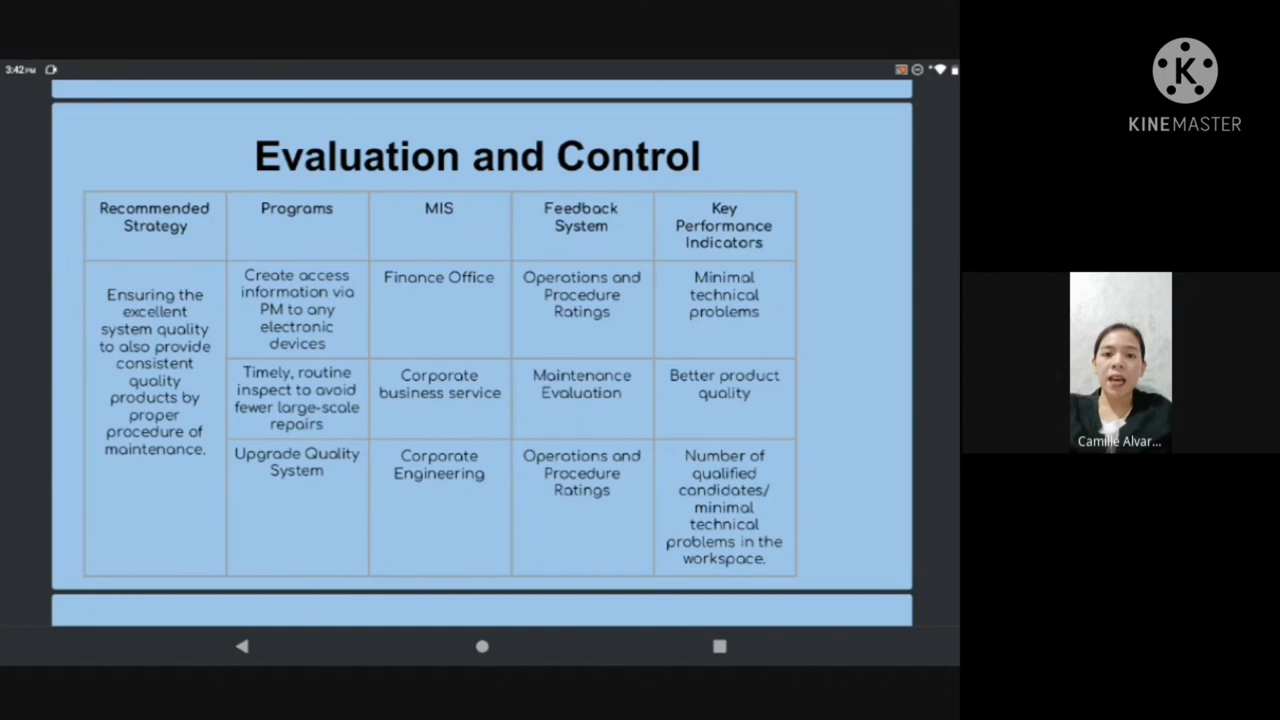 3:42 PM
KINEMASTER
Evaluation and Control
Recommended
Strategy
Programs
MIS
Feedback
System
Key
Performance
Indicators
Ensuring the
excellent
system quality
to also provide
consistent
quality
products by
proper
procedure of
maintenance.
Create access
information via
PM to any
electronic
devices
Finance Office
Operations and
Procedure
Ratings
Minimal
technical
problems
Timely, routine
inspect to avoid
fewer large-scale
repairs
Corporate
business service
Maintenance
Evaluation
Better product
quality
Upgrade Quality
System
Corporate
Engineering
Operations and
Procedure
Ratings
Number of
qualified
candidates/
minimal
technical
problems in the
workspace.
Camille Alvar...